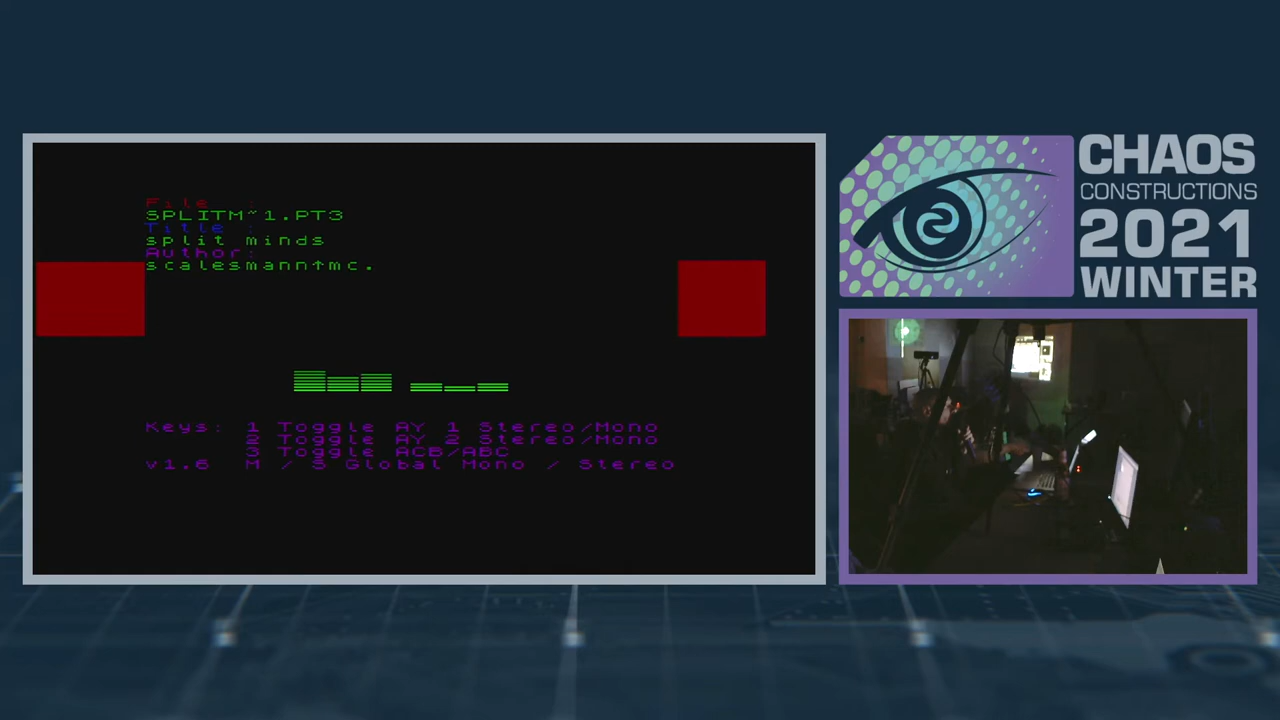 File :
SPLITM~1.PT3
Title :
split minds
Author:
scalesmann↑mc.
Keys: 1 Toggle AY 1 Stereo/Mono
2 Toggle AY 2 Stereo/Mono
3 Toggle ACB/ABC
v1.6 M / S Global Mono / Stereo
CHAOS
CONSTRUCTIONS
2021
WINTER